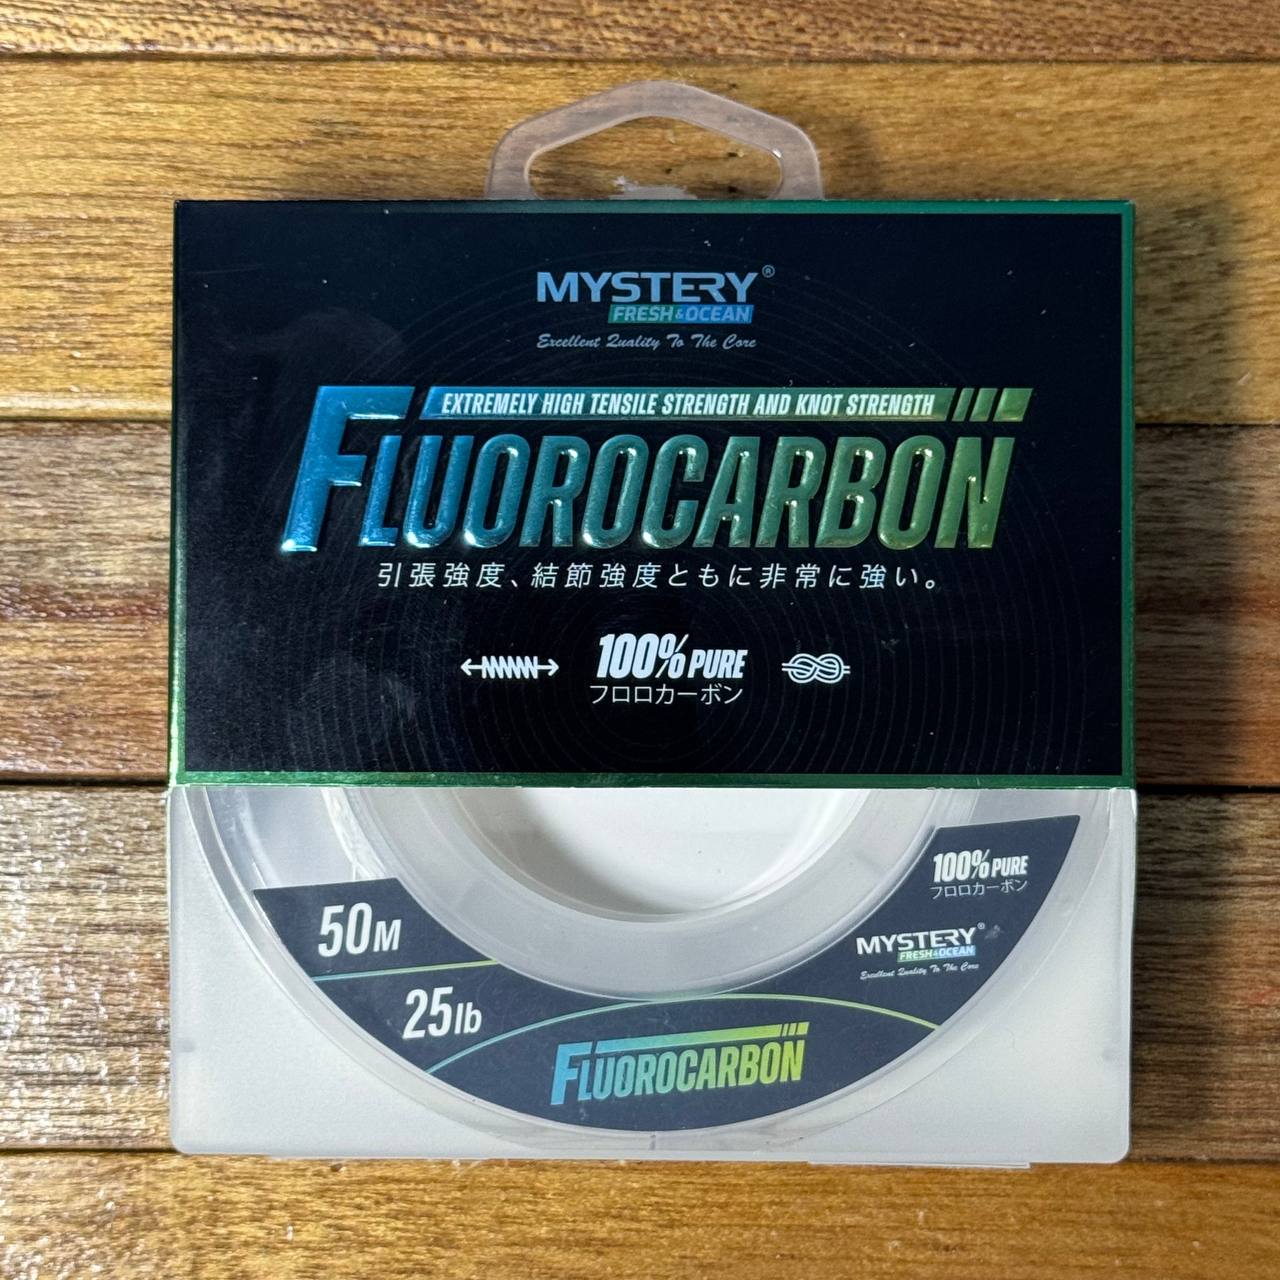 MYSTERY®
FRESH&OCEAN
Excellent Quality To The Core
EXTREMELY HIGH TENSILE STRENGTH AND KNOT STRENGTH
FLUOROCARBON
引張強度、結節強度ともに非常に強い。
100% PURE
フロロカーボン
100% PURE
フロロカーボン
50M
MYSTERY®
FRESH&OCEAN
Excellent Quality To The Core
25lb
FLUOROCARBON